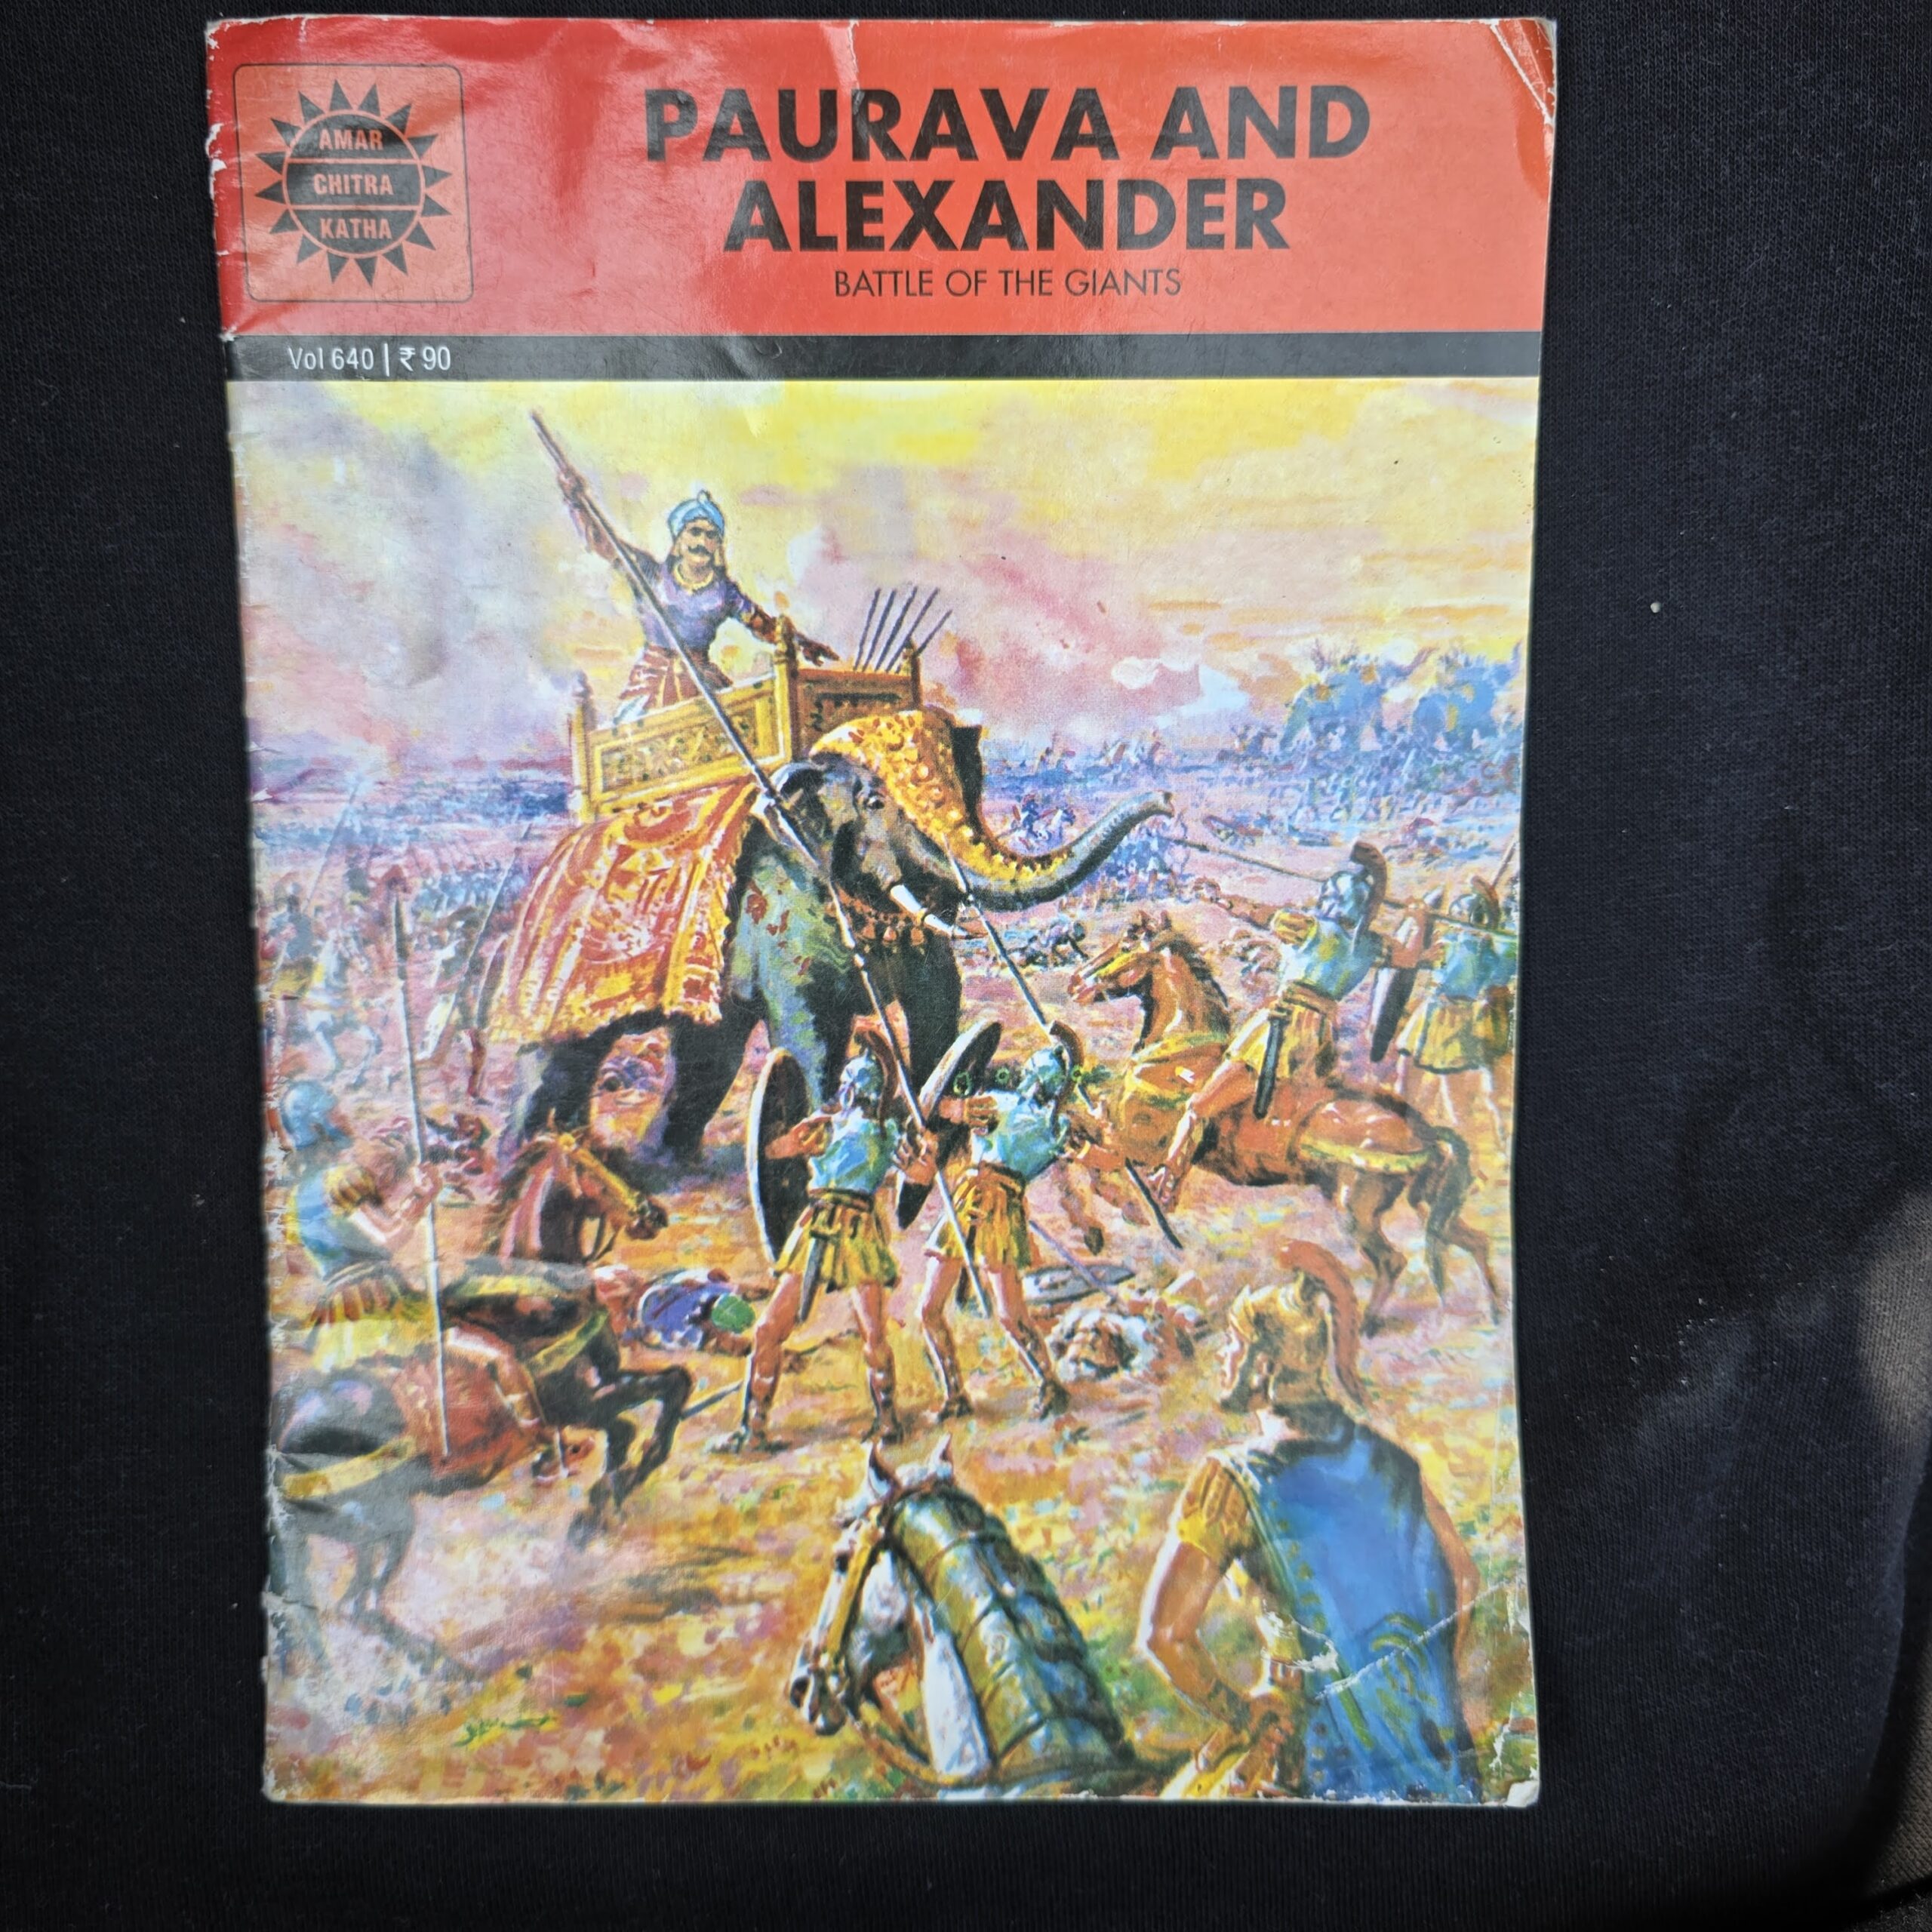 AMAR
CHITRA
KATHA
PAURAVA AND
ALEXANDER
BATTLE OF THE GIANTS
Vol 640 | ₹ 90